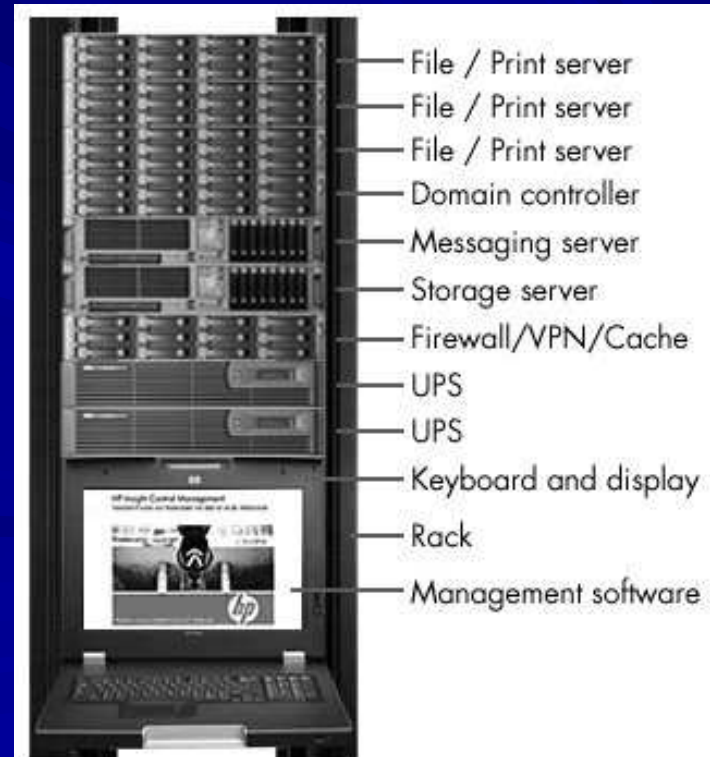 File / Print server
File / Print server
File / Print server
Domain controller
Messaging server
Storage server
Firewall/VPN/Cache
UPS
UPS
Keyboard and display
HP Insight Control Management
Rack
Management software
hp